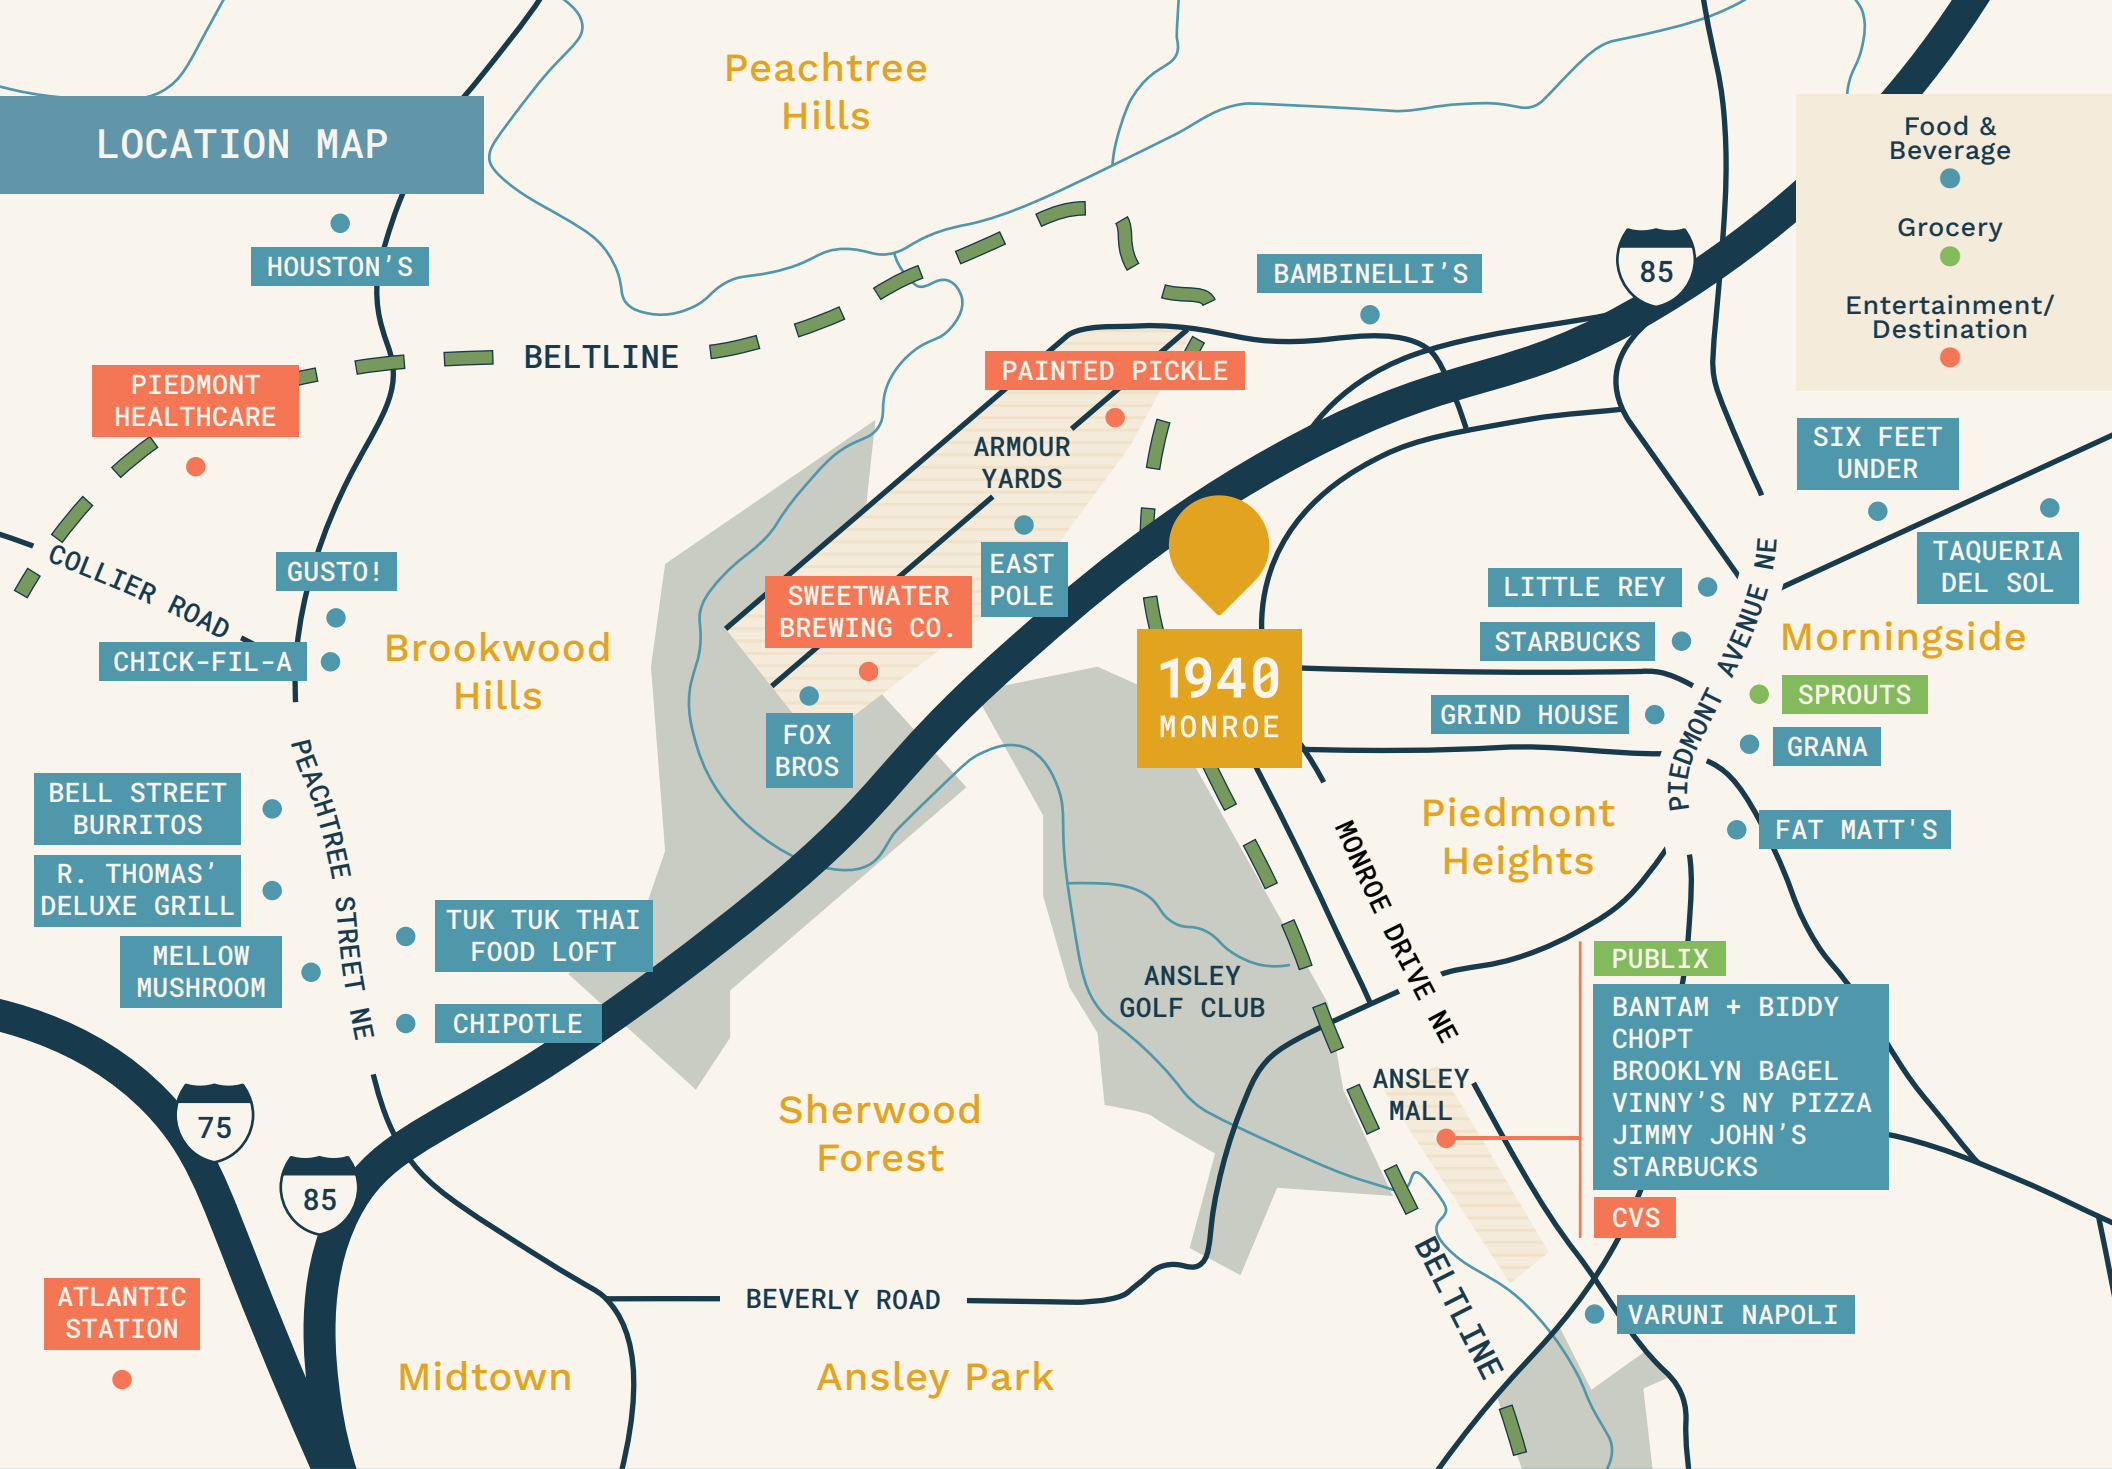 Peachtree
Hills
LOCATION MAP
Food &
Beverage
Grocery
Entertainment/
Destination
HOUSTON’S
BAMBINELLI’S
85
BELTLINE
PIEDMONT
HEALTHCARE
PAINTED PICKLE
ARMOUR
YARDS
SIX FEET
UNDER
TAQUERIA
DEL SOL
COLLIER ROAD
GUSTO!
EAST
POLE
SWEETWATER
BREWING CO.
LITTLE REY
STARBUCKS
PIEDMONT AVENUE NE
Morningside
Brookwood
Hills
CHICK-FIL-A
1940
MONROE
SPROUTS
GRIND HOUSE
GRANA
FOX
BROS
PEACHTREE STREET NE
BELL STREET
BURRITOS
R. THOMAS’
DELUXE GRILL
MELLOW
MUSHROOM
TUK TUK THAI
FOOD LOFT
CHIPOTLE
Piedmont
Heights
FAT MATT'S
MONROE DRIVE NE
ANSLEY
GOLF CLUB
PUBLIX
BANTAM + BIDDY
CHOPT
BROOKLYN BAGEL
VINNY’S NY PIZZA
JIMMY JOHN’S
STARBUCKS
CVS
ANSLEY
MALL
Sherwood
Forest
75
85
BELTLINE
BEVERLY ROAD
VARUNI NAPOLI
ATLANTIC
STATION
Midtown
Ansley Park